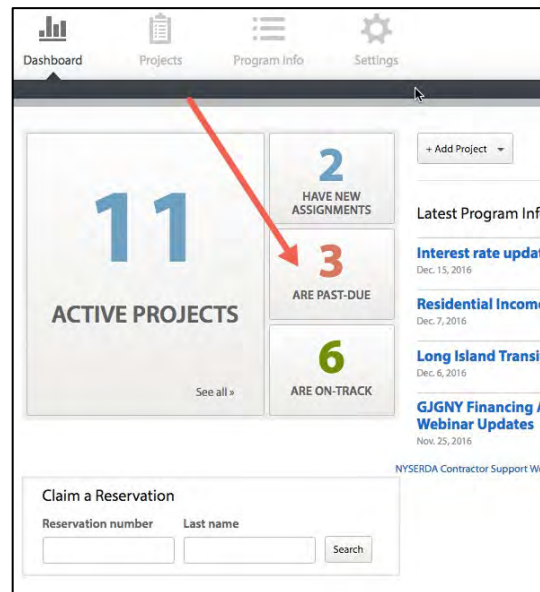 Dashboard
Projects
Program Info
Settings
11
ACTIVE PROJECTS
See all »
2
HAVE NEW
ASSIGNMENTS
3
ARE PAST-DUE
6
ARE ON-TRACK
+ Add Project
Latest Program Inf
Interest rate updat
Dec. 15, 2016
Residential Income
Dec. 7, 2016
Long Island Transi
Dec. 6, 2016
GJGNY Financing A
Webinar Updates
Nov. 25, 2016
NYSERDA Contractor Support W
Claim a Reservation
Reservation number
Last name
Search